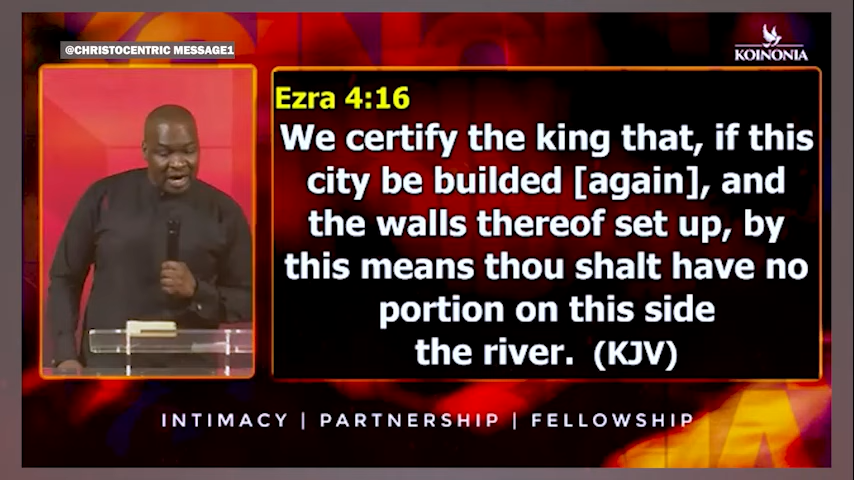 @CHRISTOCENTRIC MESSAGE1
KOINONIA
Ezra 4:16
We certify the king that, if this
city be builded [again], and
the walls thereof set up, by
this means thou shalt have no
portion on this side
the river. (KJV)
INTIMACY | PARTNERSHIP | FELLOWSHIP